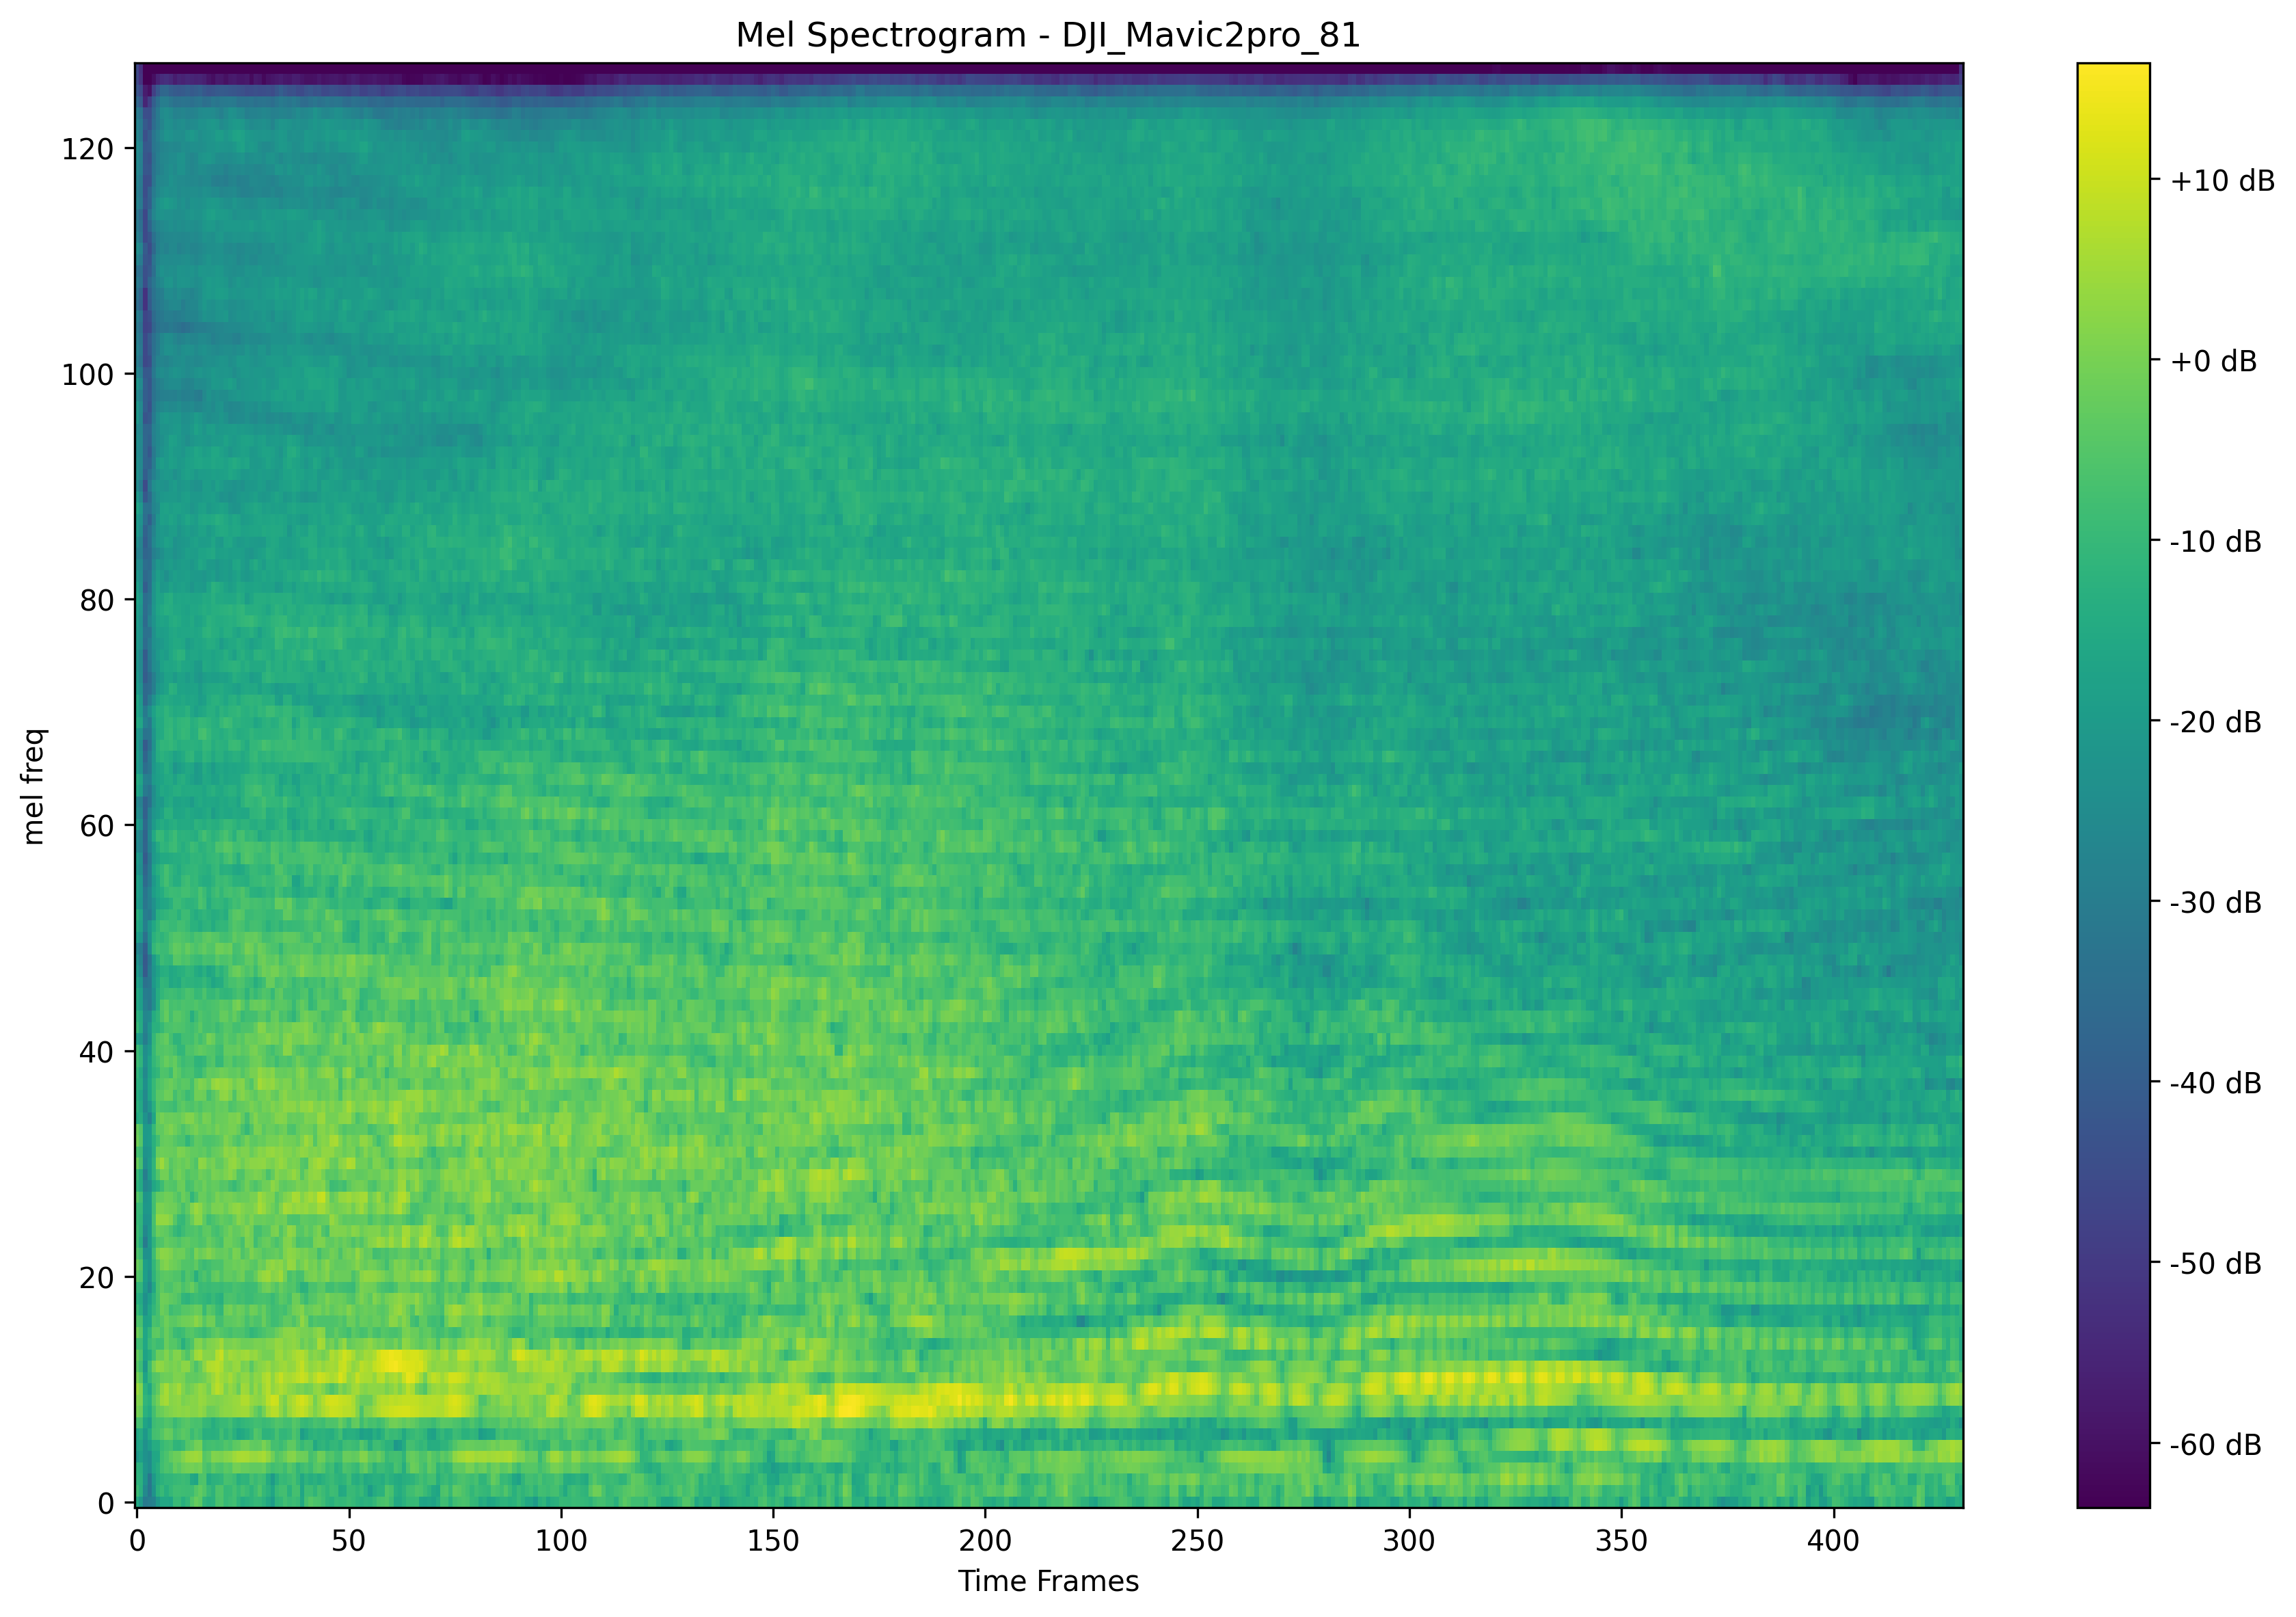 Mel Spectrogram - DJI_Mavic2pro_81
mel freq
120
100
80
60
40
20
0
0 50 100 150 200 250 300 350 400
Time Frames
+10 dB
+0 dB
-10 dB
-20 dB
-30 dB
-40 dB
-50 dB
-60 dB